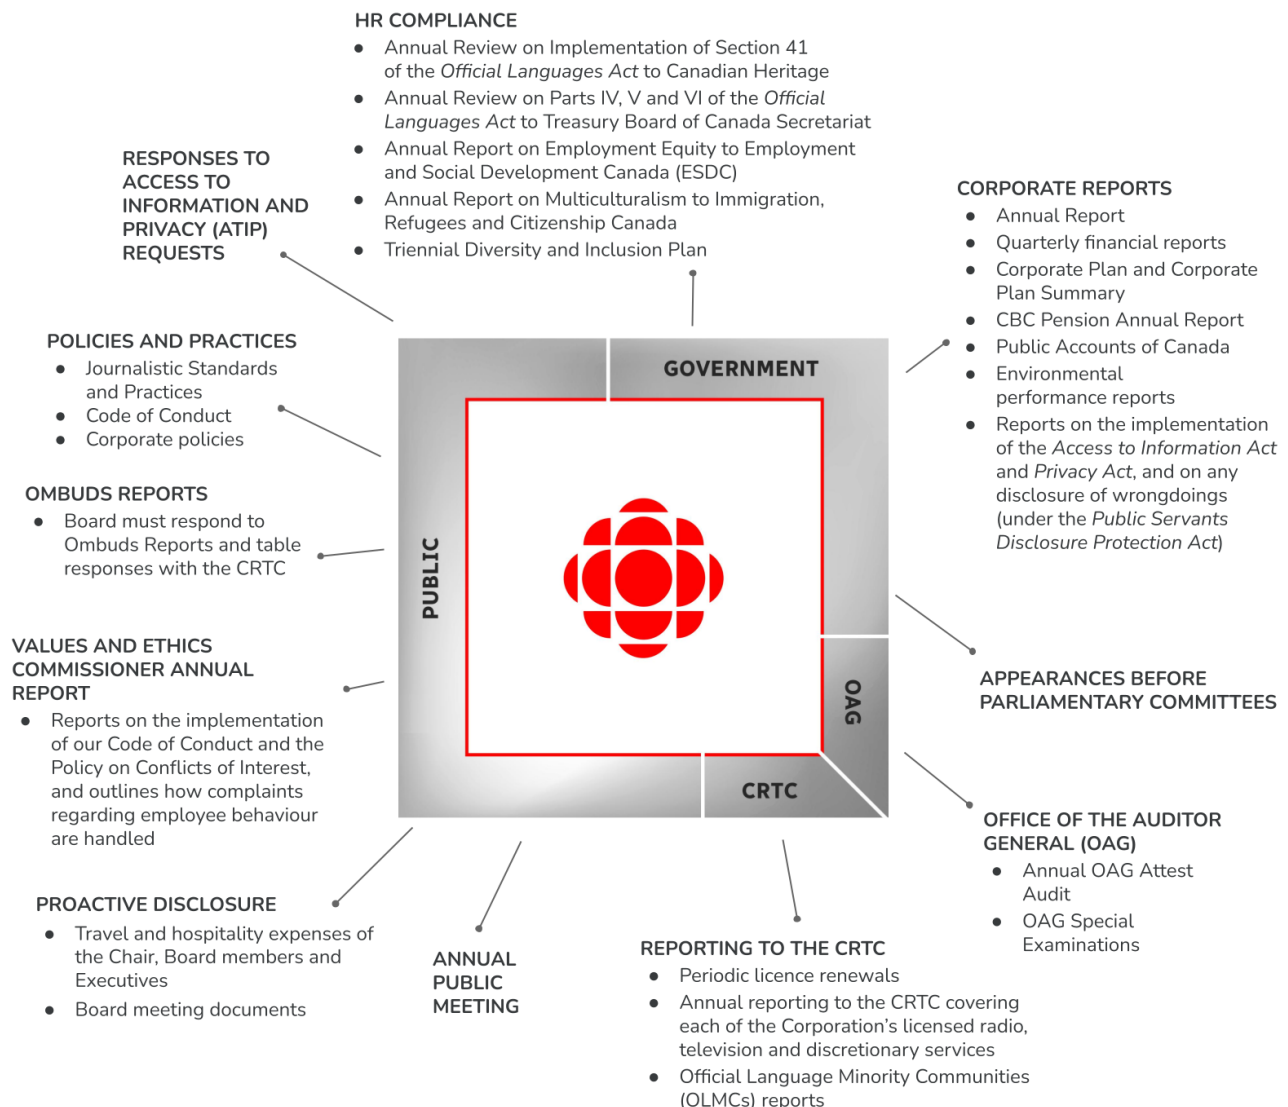 HR COMPLIANCE
● Annual Review on Implementation of Section 41
of the Official Languages Act to Canadian Heritage
● Annual Review on Parts IV, V and VI of the Official
Languages Act to Treasury Board of Canada Secretariat
● Annual Report on Employment Equity to Employment
and Social Development Canada (ESDC)
● Annual Report on Multiculturalism to Immigration,
Refugees and Citizenship Canada
● Triennial Diversity and Inclusion Plan
RESPONSES TO
ACCESS TO
INFORMATION AND
PRIVACY (ATIP)
REQUESTS
POLICIES AND PRACTICES
● Journalistic Standards
and Practices
● Code of Conduct
● Corporate policies
OMBUDS REPORTS
● Board must respond to
Ombuds Reports and table
responses with the CRTC
VALUES AND ETHICS
COMMISSIONER ANNUAL
REPORT
● Reports on the implementation
of our Code of Conduct and the
Policy on Conflicts of Interest,
and outlines how complaints
regarding employee behaviour
are handled
PROACTIVE DISCLOSURE
● Travel and hospitality expenses of
the Chair, Board members and
Executives
● Board meeting documents
ANNUAL
PUBLIC
MEETING
PUBLIC
GOVERNMENT
OAG
CRTC
CORPORATE REPORTS
● Annual Report
● Quarterly financial reports
● Corporate Plan and Corporate
Plan Summary
● CBC Pension Annual Report
● Public Accounts of Canada
● Environmental
performance reports
● Reports on the implementation
of the Access to Information Act
and Privacy Act, and on any
disclosure of wrongdoings
(under the Public Servants
Disclosure Protection Act)
APPEARANCES BEFORE
PARLIAMENTARY COMMITTEES
OFFICE OF THE AUDITOR
GENERAL (OAG)
● Annual OAG Attest
Audit
● OAG Special
Examinations
REPORTING TO THE CRTC
● Periodic licence renewals
● Annual reporting to the CRTC covering
each of the Corporation’s licensed radio,
television and discretionary services
● Official Language Minority Communities
(OLMCs) reports